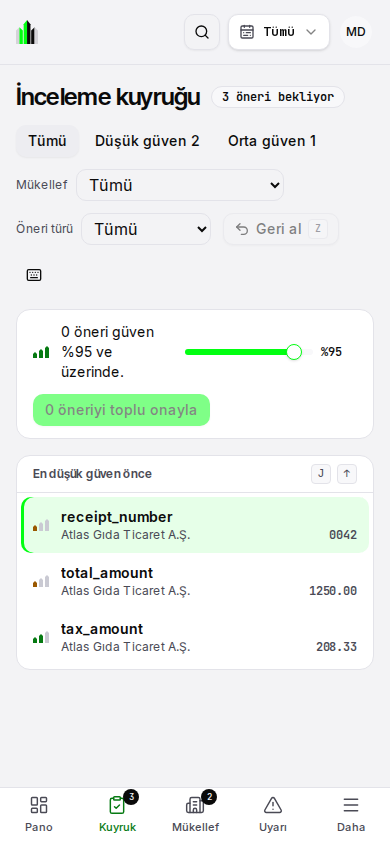 Tümü
MD
İnceleme kuyruğu
3 öneri bekliyor
Tümü
Düşük güven 2
Orta güven 1
Mükellef
Tümü
Öneri türü
Tümü
Geri al
Z
0 öneri güven
%95 ve
üzerinde.
%95
0 öneriyi toplu onayla
En düşük güven önce
J
↑
receipt_number
Atlas Gıda Ticaret A.Ş.
0042
total_amount
Atlas Gıda Ticaret A.Ş.
1250.00
tax_amount
Atlas Gıda Ticaret A.Ş.
208.33
3
2
Pano
Kuyruk
Mükellef
Uyarı
Daha